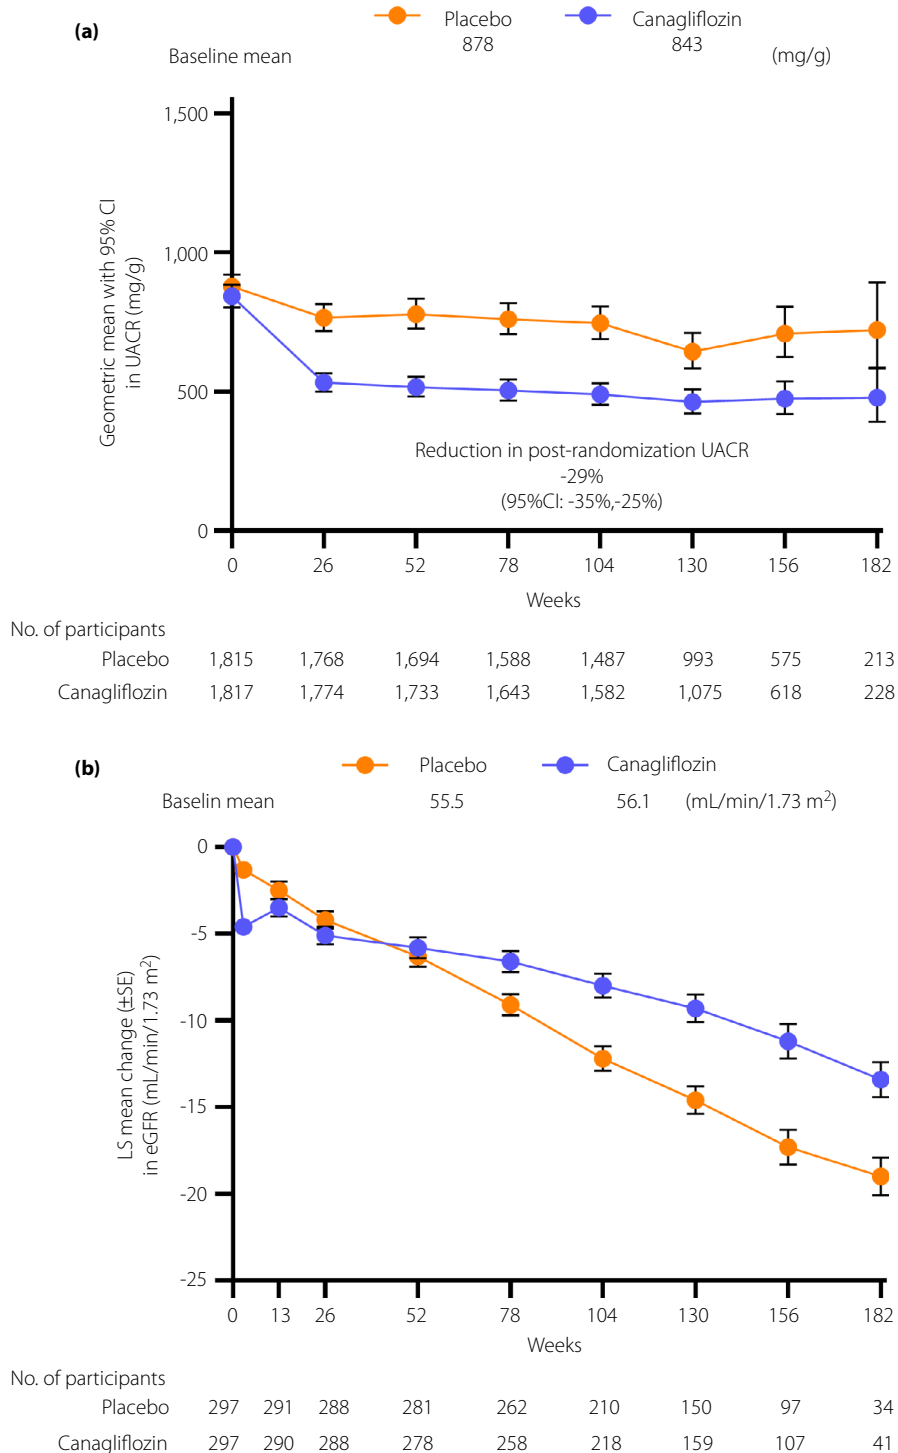 (a)
Placebo Canagliflozin
Baseline mean 878 843 (mg/g)
Geometric mean with 95% CI
in UACR (mg/g)
1,500
1,000
500
0
Reduction in post-randomization UACR
-29%
(95%CI: -35%,-25%)
0 26 52 78 104 130 156 182
Weeks
No. of participants
Placebo 1,815 1,768 1,694 1,588 1,487 993 575 213
Canagliflozin 1,817 1,774 1,733 1,643 1,582 1,075 618 228
(b)
Placebo Canagliflozin
Baselin mean 55.5 56.1 (mL/min/1.73 m²)
LS mean change (±SE)
in eGFR (mL/min/1.73 m²)
0
-5
-10
-15
-20
-25
0 13 26 52 78 104 130 156 182
Weeks
No. of participants
Placebo 297 291 288 281 262 210 150 97 34
Canagliflozin 297 290 288 278 258 218 159 107 41